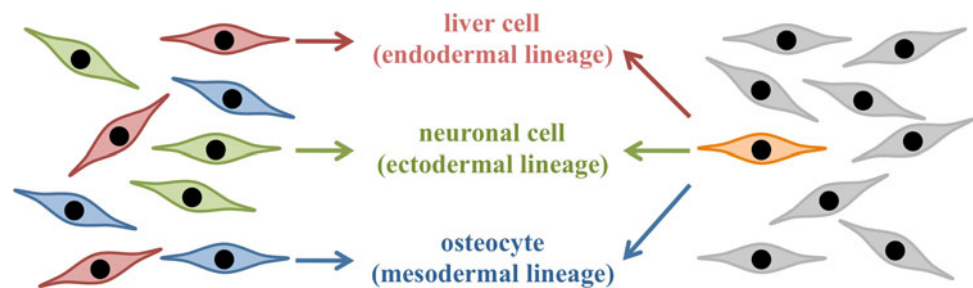 liver cell
(endodermal lineage)
neuronal cell
(ectodermal lineage)
osteocyte
(mesodermal lineage)